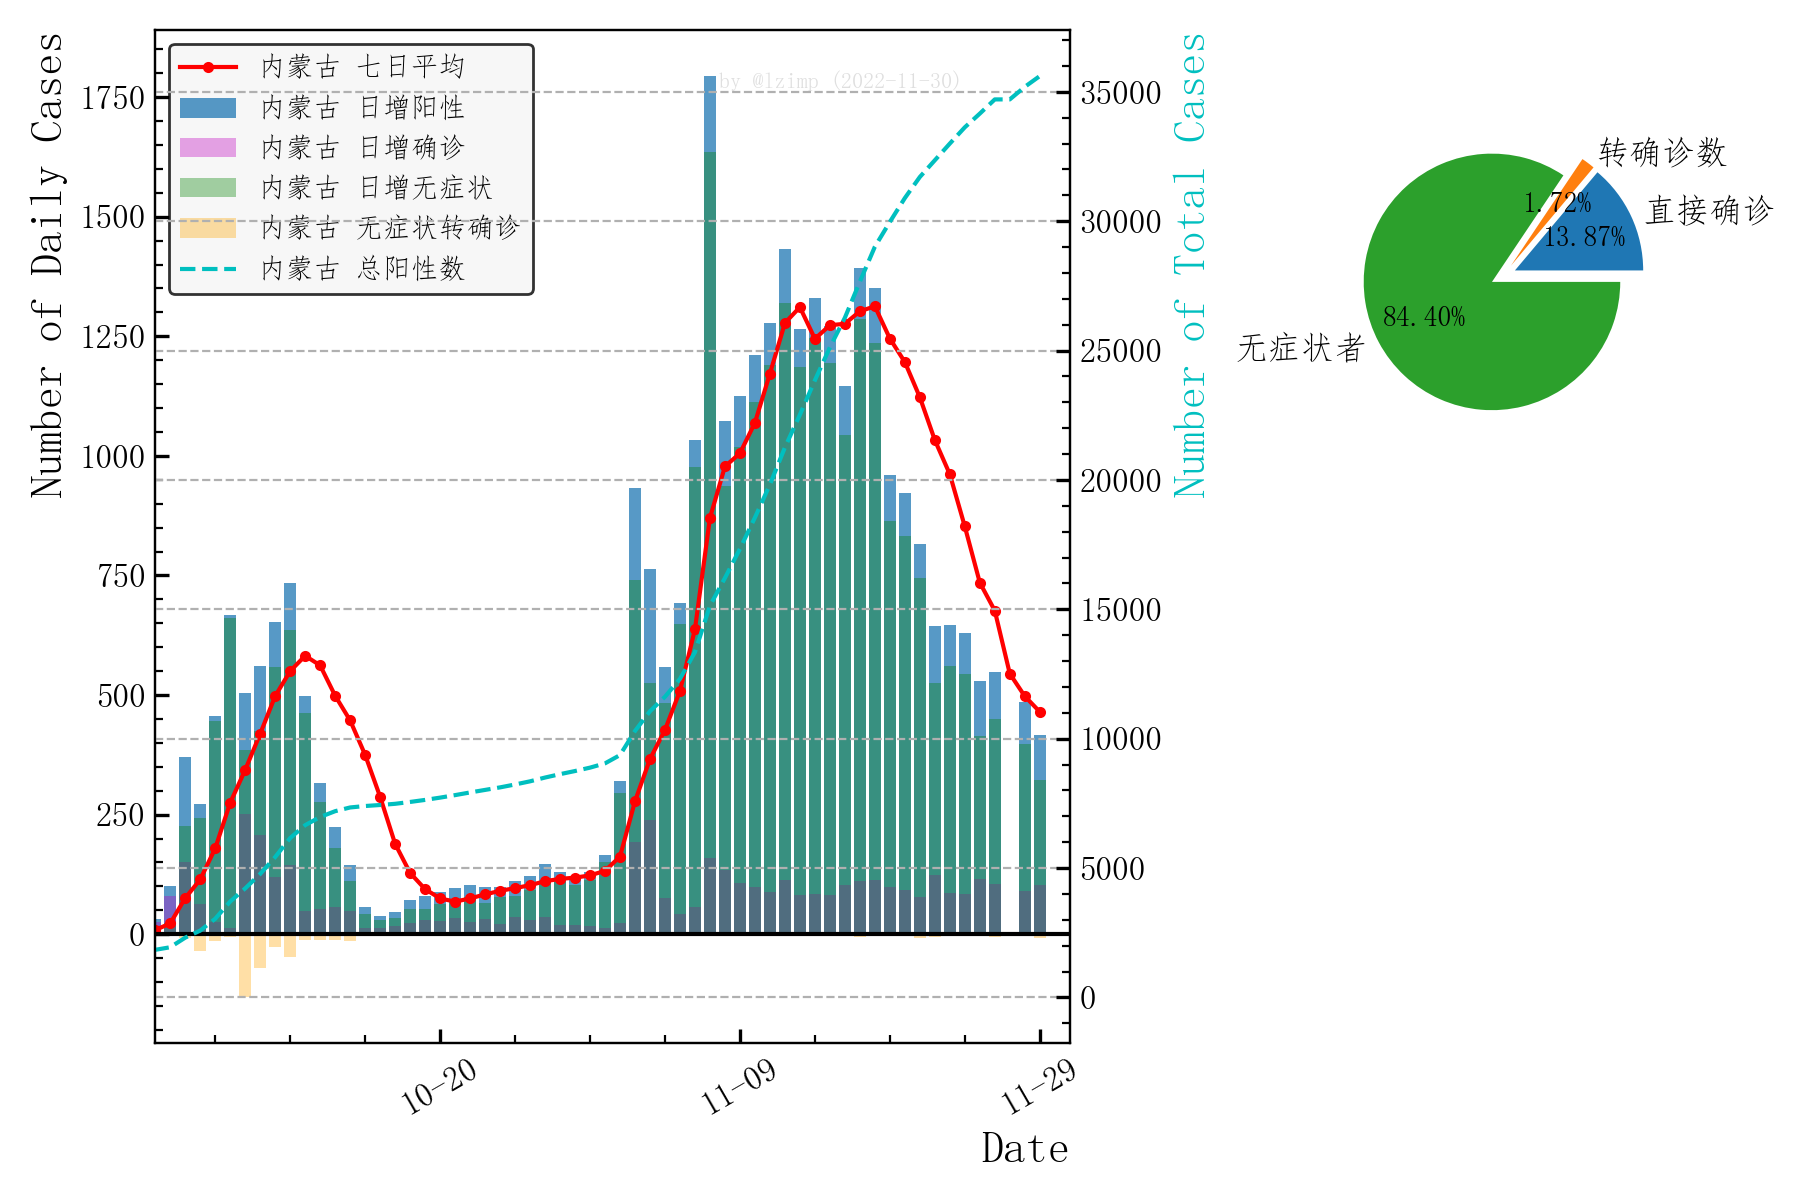 Number of Daily Cases
1750
1500
1250
1000
750
500
250
0
内蒙古 七日平均
内蒙古 日增阳性
内蒙古 日增确诊
内蒙古 日增无症状
内蒙古 无症状转确诊
内蒙古 总阳性数
by @lzimp (2022-11-30)
35000
30000
25000
20000
15000
10000
5000
0
Number of Total Cases
10-20
11-09
11-29
Date
转确诊数
1.72%
直接确诊
13.87%
84.40%
无症状者